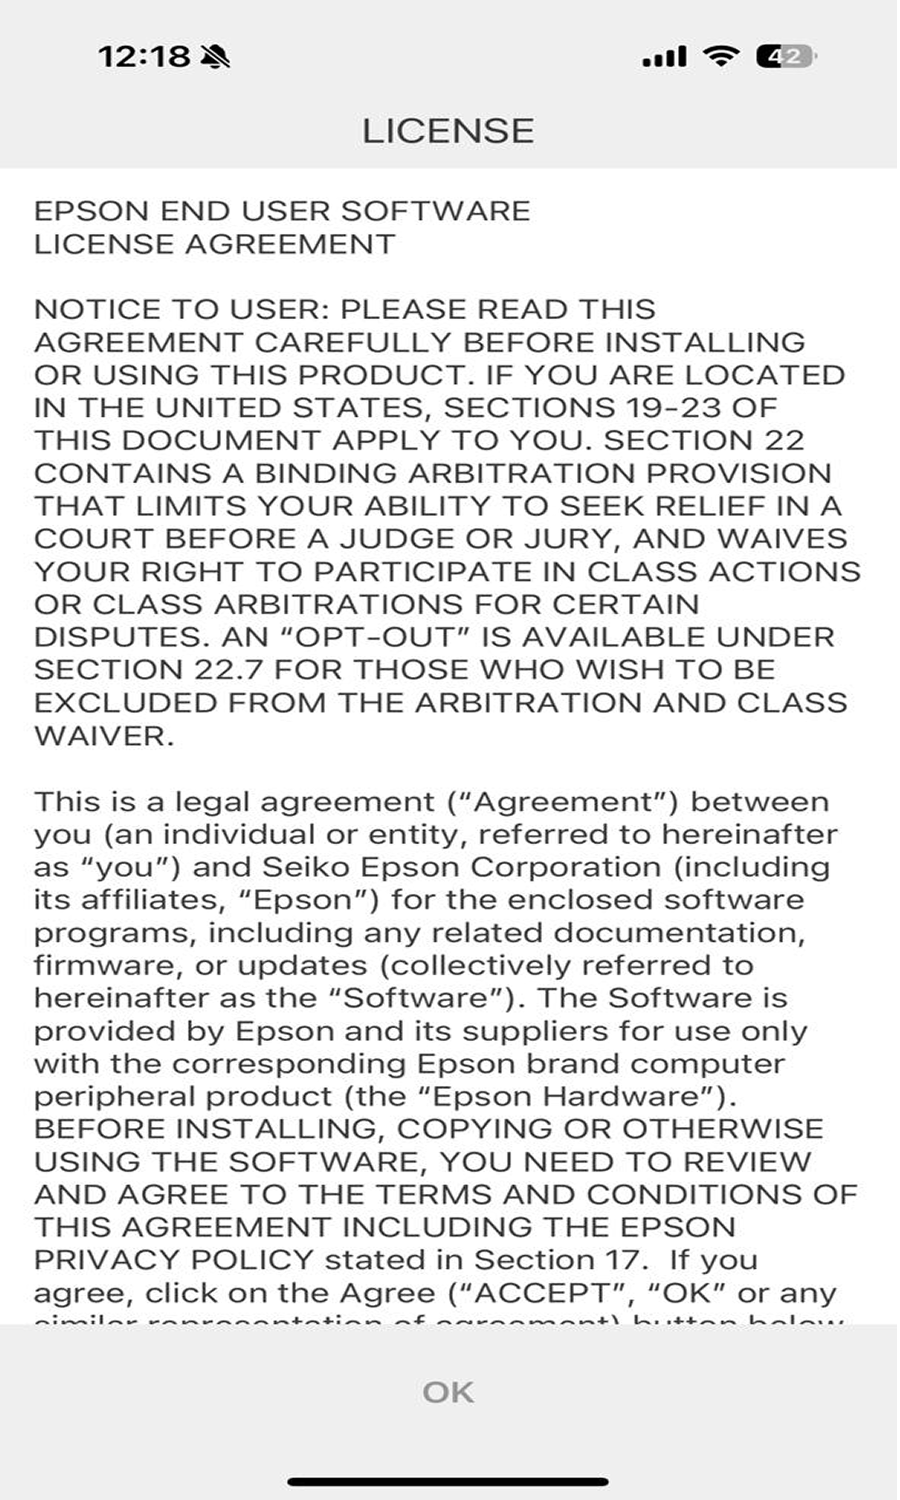 12:18
42
LICENSE
EPSON END USER SOFTWARE
LICENSE AGREEMENT
NOTICE TO USER: PLEASE READ THIS
AGREEMENT CAREFULLY BEFORE INSTALLING
OR USING THIS PRODUCT. IF YOU ARE LOCATED
IN THE UNITED STATES, SECTIONS 19-23 OF
THIS DOCUMENT APPLY TO YOU. SECTION 22
CONTAINS A BINDING ARBITRATION PROVISION
THAT LIMITS YOUR ABILITY TO SEEK RELIEF IN A
COURT BEFORE A JUDGE OR JURY, AND WAIVES
YOUR RIGHT TO PARTICIPATE IN CLASS ACTIONS
OR CLASS ARBITRATIONS FOR CERTAIN
DISPUTES. AN “OPT-OUT” IS AVAILABLE UNDER
SECTION 22.7 FOR THOSE WHO WISH TO BE
EXCLUDED FROM THE ARBITRATION AND CLASS
WAIVER.
This is a legal agreement (“Agreement”) between
you (an individual or entity, referred to hereinafter
as “you”) and Seiko Epson Corporation (including
its affiliates, “Epson”) for the enclosed software
programs, including any related documentation,
firmware, or updates (collectively referred to
hereinafter as the “Software”). The Software is
provided by Epson and its suppliers for use only
with the corresponding Epson brand computer
peripheral product (the “Epson Hardware”).
BEFORE INSTALLING, COPYING OR OTHERWISE
USING THE SOFTWARE, YOU NEED TO REVIEW
AND AGREE TO THE TERMS AND CONDITIONS OF
THIS AGREEMENT INCLUDING THE EPSON
PRIVACY POLICY stated in Section 17.  If you
agree, click on the Agree (“ACCEPT”, “OK” or any
similar representation of agreement) button below
OK